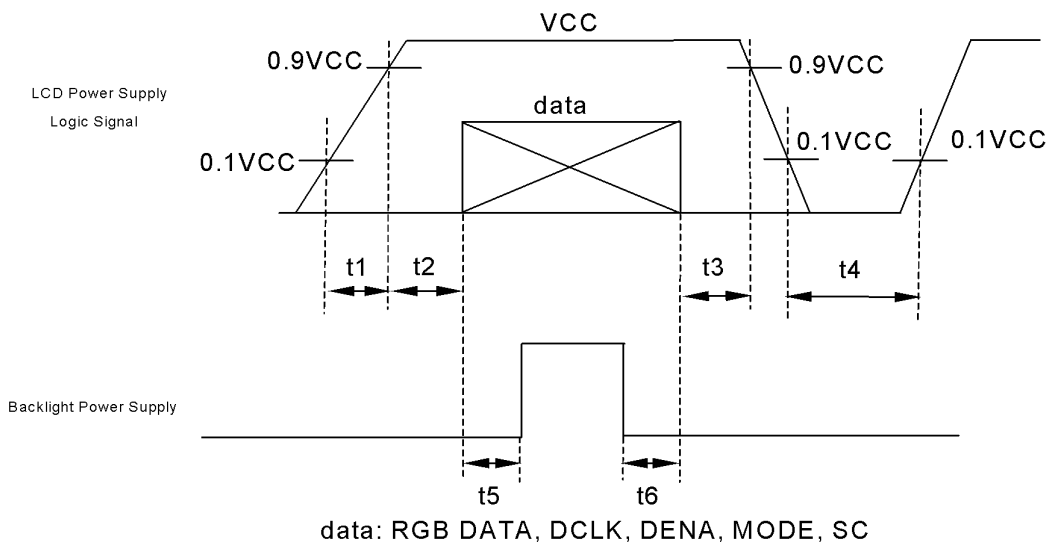 VCC
0.9VCC
0.9VCC
LCD Power Supply
Logic Signal
data
0.1VCC
0.1VCC
0.1VCC
t1
t2
t3
t4
Backlight Power Supply
t5
t6
data: RGB DATA, DCLK, DENA, MODE, SC